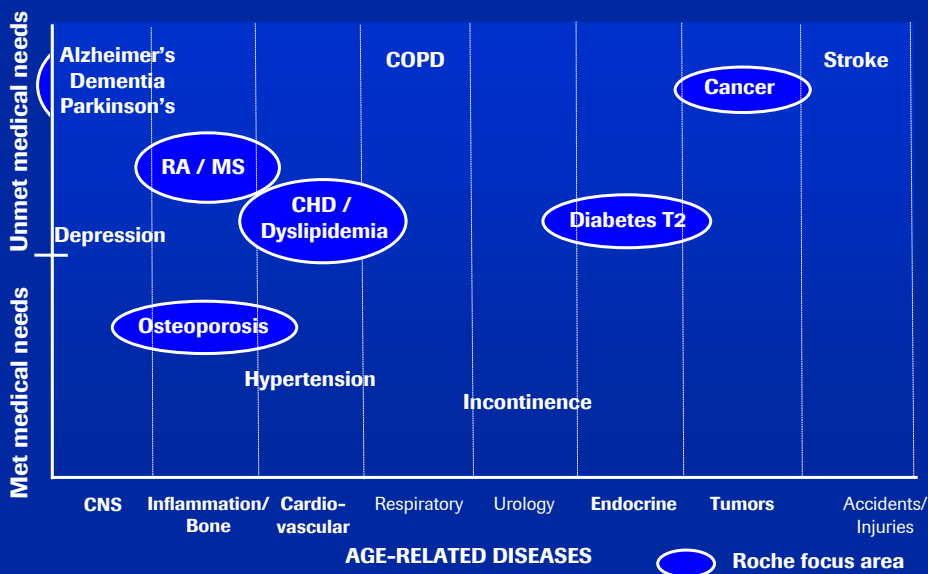 Unmet medical needs
Met medical needs
Alzheimer's
Dementia
Parkinson's
COPD
Stroke
Cancer
RA / MS
CHD /
Dyslipidemia
Diabetes T2
Depression
Osteoporosis
Hypertension
Incontinence
CNS
Inflammation/
Bone
Cardio-
vascular
Respiratory
Urology
Endocrine
Tumors
Accidents/
Injuries
AGE-RELATED DISEASES
Roche focus area